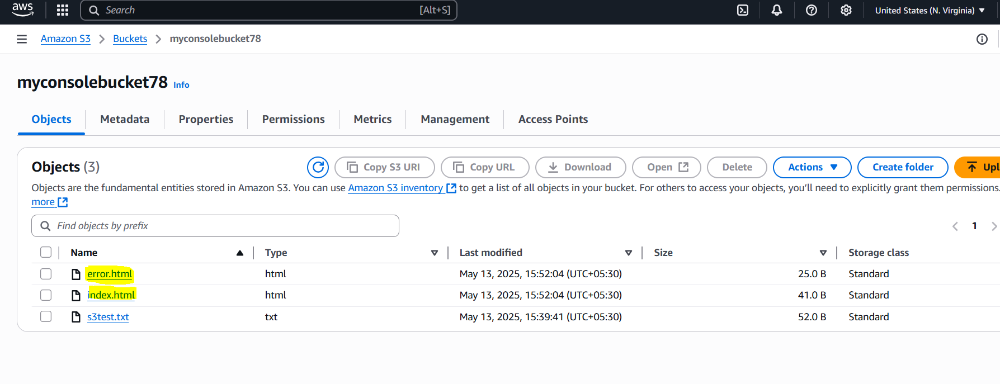 aws
Search [Alt+S] United States (N. Virginia)
Amazon S3 Buckets myconsolebucket78
myconsolebucket78 Info
Objects Metadata Properties Permissions Metrics Management Access Points
Objects (3) Copy S3 URI Copy URL Download Open Delete Actions Create folder Upl
Objects are the fundamental entities stored in Amazon S3. You can use Amazon S3 inventory to get a list of all objects in your bucket. For others to access your objects, you’ll need to explicitly grant them permissions.
more
Find objects by prefix 1
Name Type Last modified Size Storage class
error.html html May 13, 2025, 15:52:04 (UTC+05:30) 25.0 B Standard
index.html html May 13, 2025, 15:52:04 (UTC+05:30) 41.0 B Standard
s3test.txt txt May 13, 2025, 15:39:41 (UTC+05:30) 52.0 B Standard